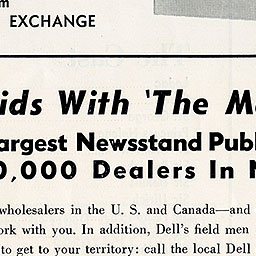 EXCHANGE
ids With 'The M
argest Newsstand Publ
0,000 Dealers In
wholesalers in the U. S. and Canada—and
ork with you. In addition, Dell's field men
to get to your territory: call the local Dell